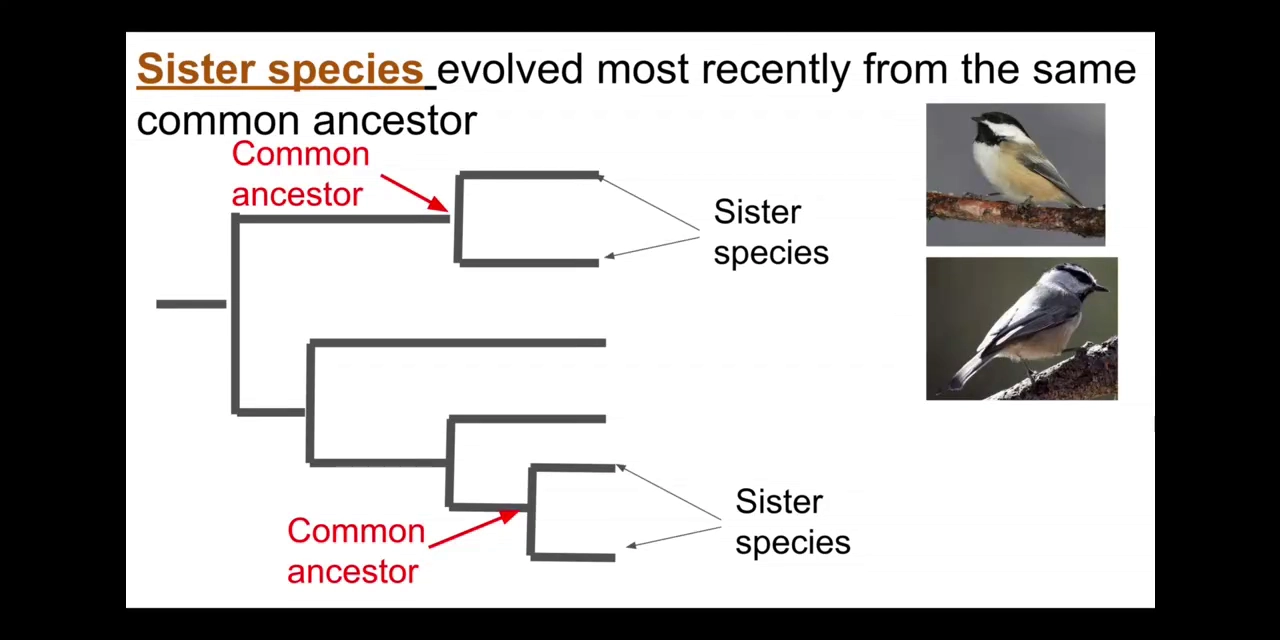 Sister species evolved most recently from the same
common ancestor
Common
ancestor
Sister
species
Sister
species
Common
ancestor